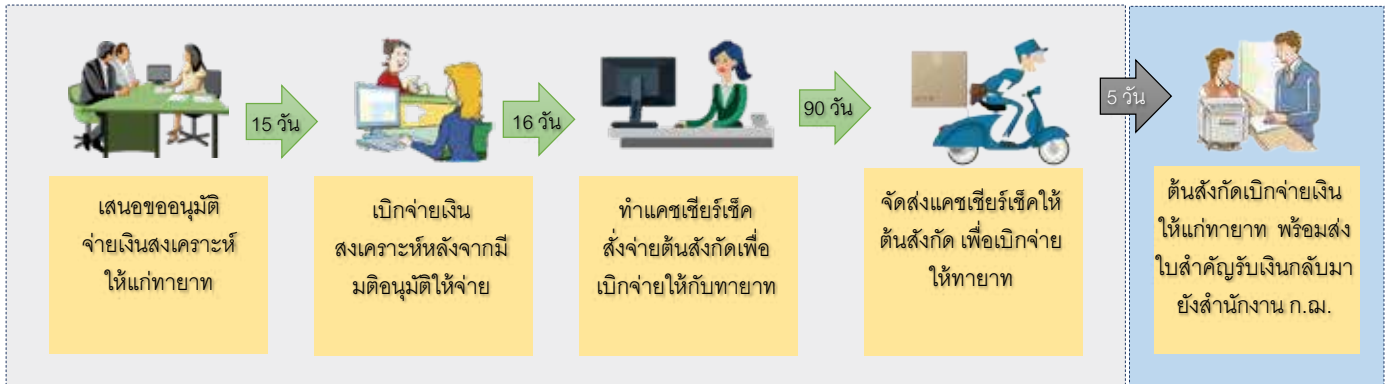 เสนอขออนุมัติ
จ่ายเงินสงเคราะห์
ให้แก่ทายาท
15 วัน
เบิกจ่ายเงิน
สงเคราะห์หลังจากมี
มติอนุมัติให้จ่าย
16 วัน
ทำแคชเชียร์เช็ค
สั่งจ่ายต้นสังกัดเพื่อ
เบิกจ่ายให้กับทายาท
90 วัน
จัดส่งแคชเชียร์เช็คให้
ต้นสังกัด เพื่อเบิกจ่าย
ให้ทายาท
5 วัน
ต้นสังกัดเบิกจ่ายเงิน
ให้แก่ทายาท พร้อมส่ง
ใบสำคัญรับเงินกลับมา
ยังสำนักงาน ก.ฌ.